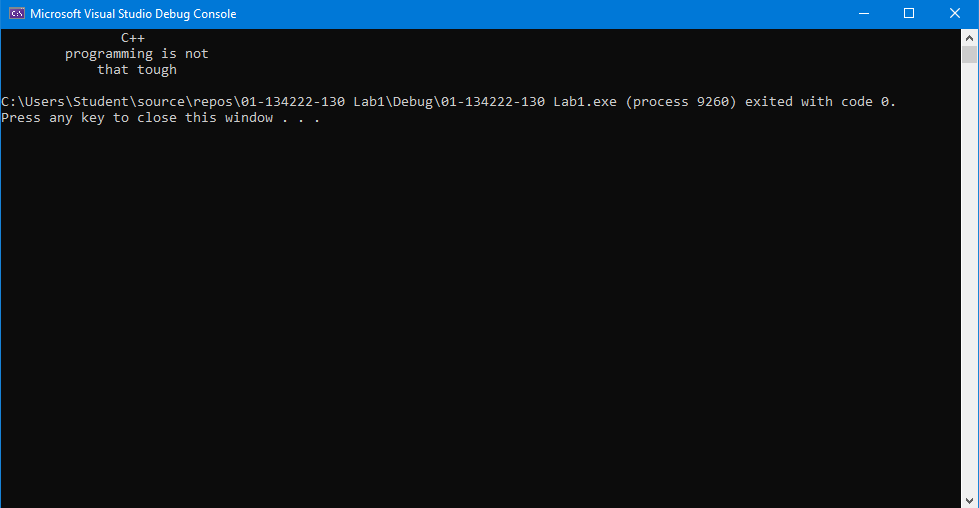 Microsoft Visual Studio Debug Console
C++
programming is not
that tough
C:\Users\Student\source\repos\01-134222-130 Lab1\Debug\01-134222-130 Lab1.exe (process 9260) exited with code 0.
Press any key to close this window . . .